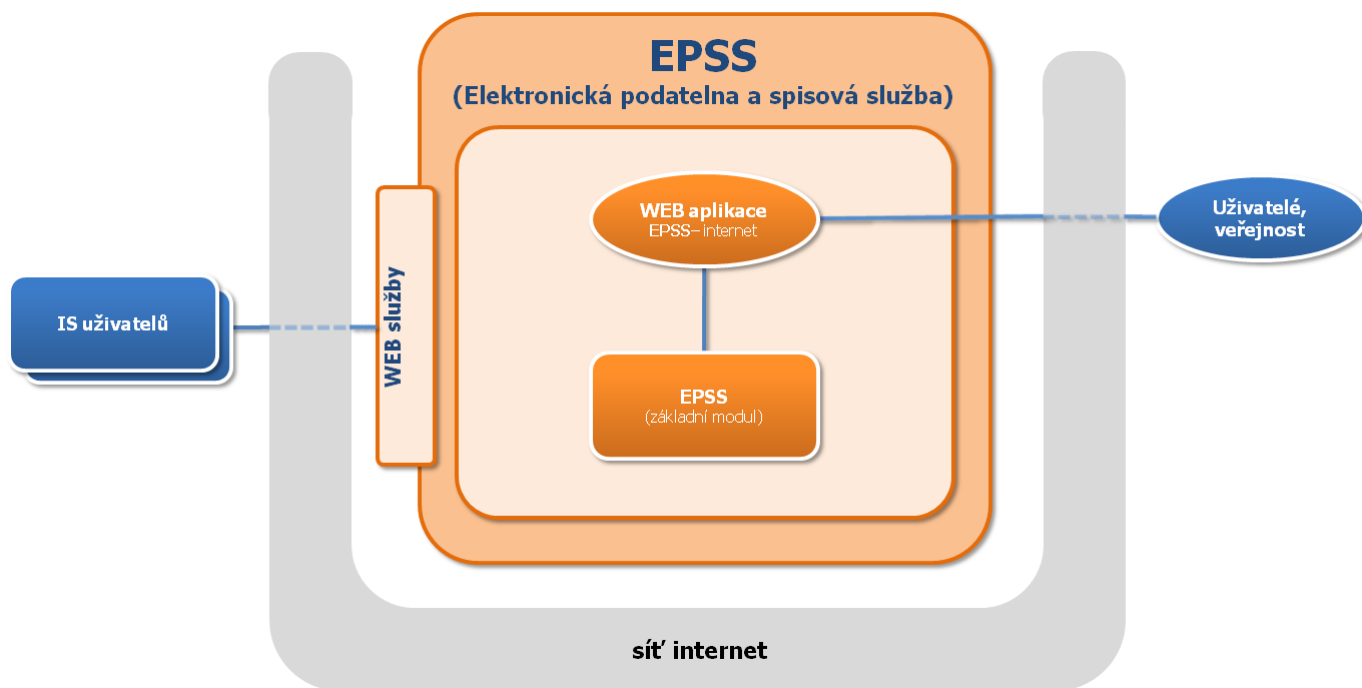 EPSS
(Elektronická podatelna a spisová služba)
WEB aplikace
EPSS–internet
Uživatelé,
veřejnost
WEB služby
IS uživatelů
EPSS
(základní modul)
síť internet